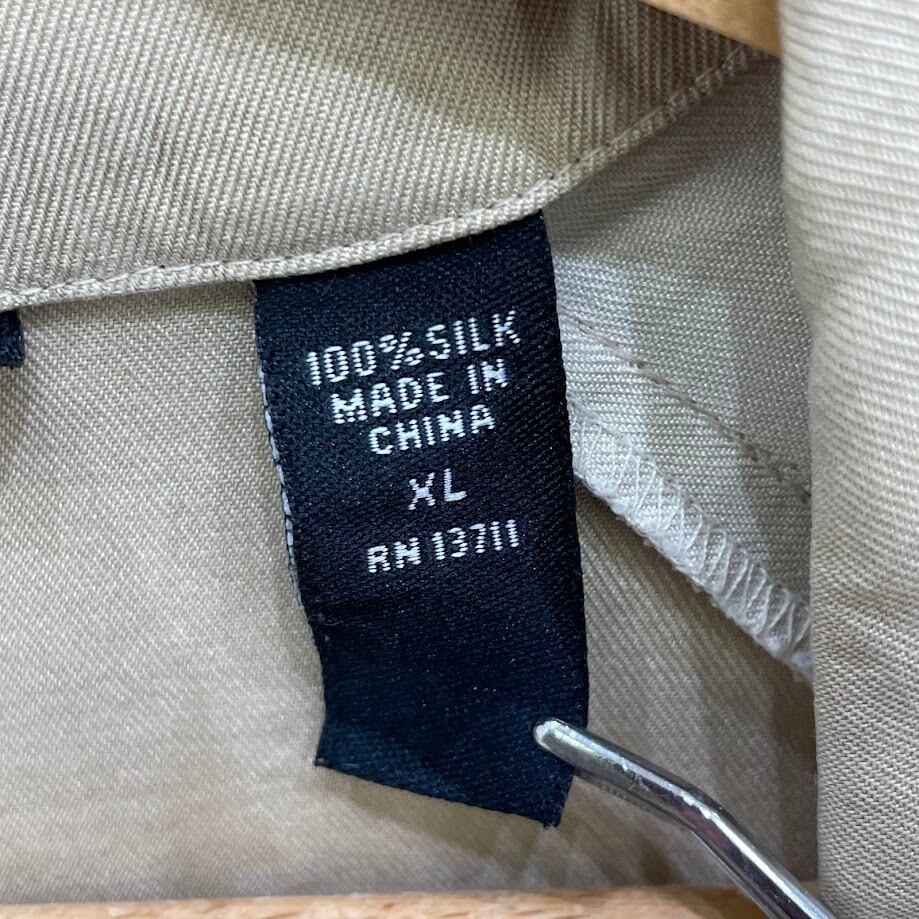 100% SILK
MADE IN
CHINA
XL
RN 13711